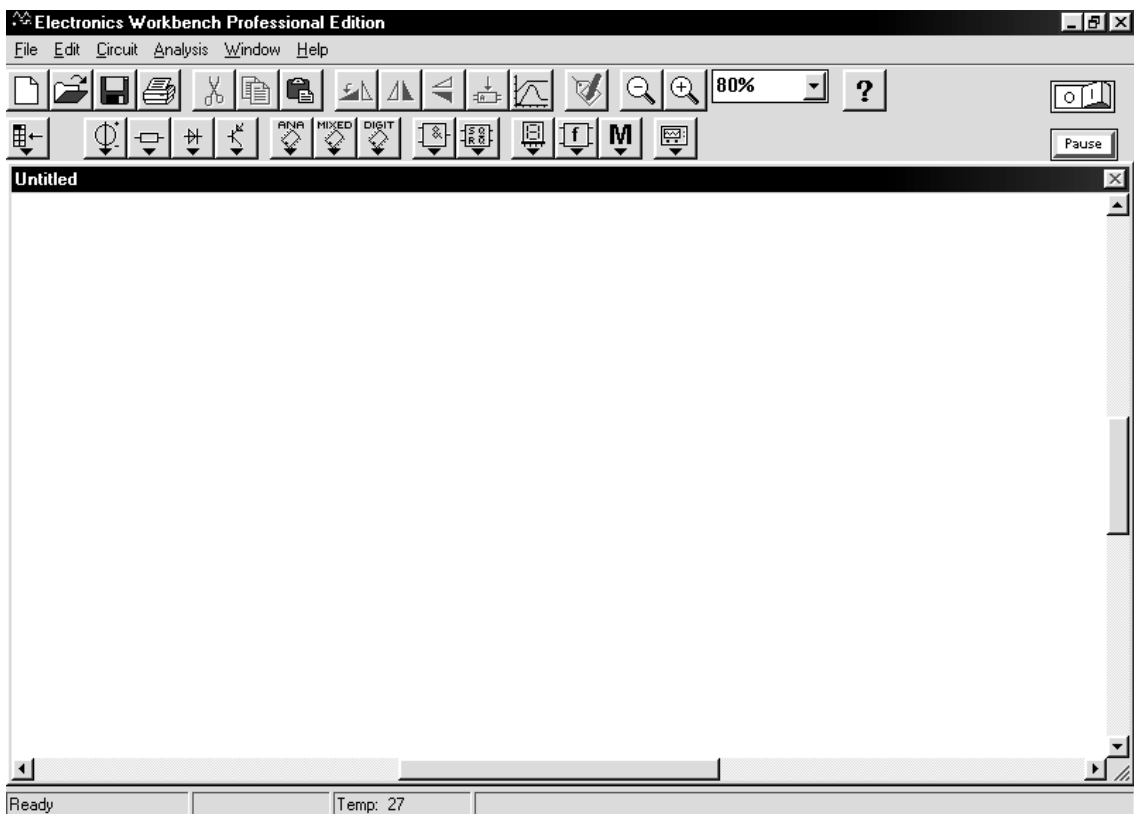 Electronics Workbench Professional Edition
File Edit Circuit Analysis Window Help
80% ?
O I
ANA MIXED DIGIT & f M
Pause
Untitled
Ready Temp: 27